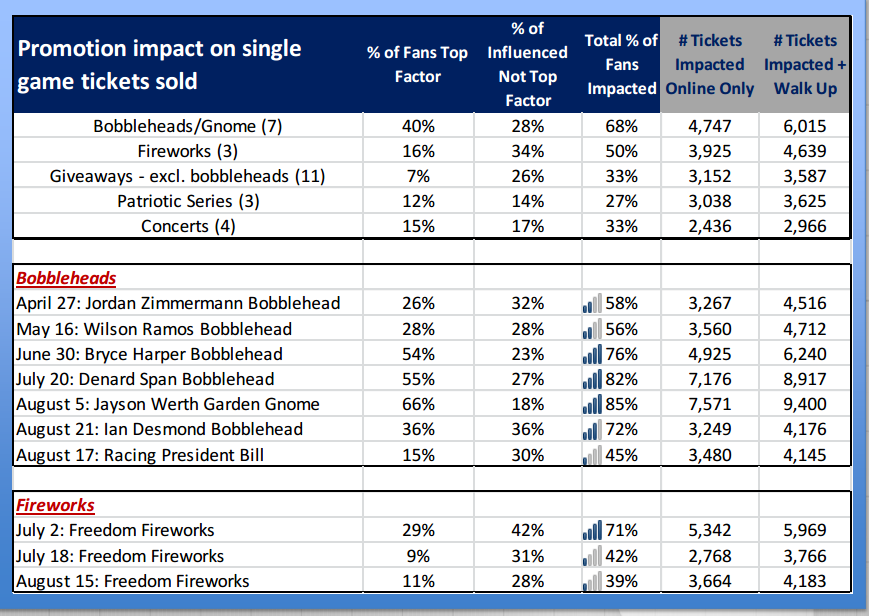 Promotion impact on single game tickets sold | % of Fans Top Factor | % of Influenced Not Top Factor | Total % of Fans Impacted | # Tickets Impacted Online Only | # Tickets Impacted + Walk Up
Bobbleheads/Gnome (7) 40% 28% 68% 4,747 6,015
Fireworks (3) 16% 34% 50% 3,925 4,639
Giveaways - excl. bobbleheads (11) 7% 26% 33% 3,152 3,587
Patriotic Series (3) 12% 14% 27% 3,038 3,625
Concerts (4) 15% 17% 33% 2,436 2,966
Bobbleheads
April 27: Jordan Zimmermann Bobblehead 26% 32% 58% 3,267 4,516
May 16: Wilson Ramos Bobblehead 28% 28% 56% 3,560 4,712
June 30: Bryce Harper Bobblehead 54% 23% 76% 4,925 6,240
July 20: Denard Span Bobblehead 55% 27% 82% 7,176 8,917
August 5: Jayson Werth Garden Gnome 66% 18% 85% 7,571 9,400
August 21: Ian Desmond Bobblehead 36% 36% 72% 3,249 4,176
August 17: Racing President Bill 15% 30% 45% 3,480 4,145
Fireworks
July 2: Freedom Fireworks 29% 42% 71% 5,342 5,969
July 18: Freedom Fireworks 9% 31% 42% 2,768 3,766
August 15: Freedom Fireworks 11% 28% 39% 3,664 4,183